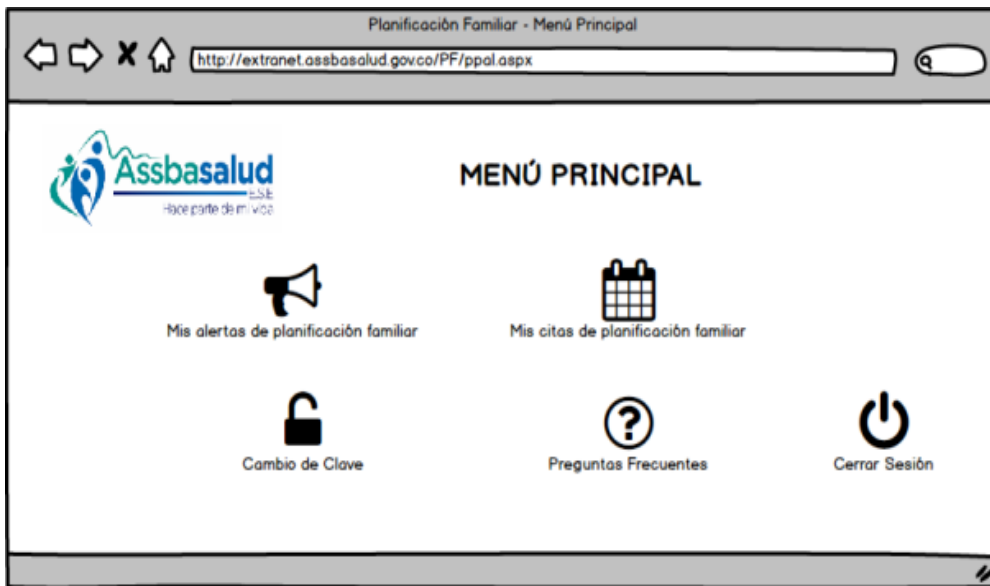 Planificación Familiar - Menú Principal
http://extranet.assbasalud.gov.co/PF/ppal.aspx
Assbasalud
E.S.E
Hace parte de mi vida
MENÚ PRINCIPAL
Mis alertas de planificación familiar
Mis citas de planificación familiar
Cambio de Clave
Preguntas Frecuentes
Cerrar Sesión